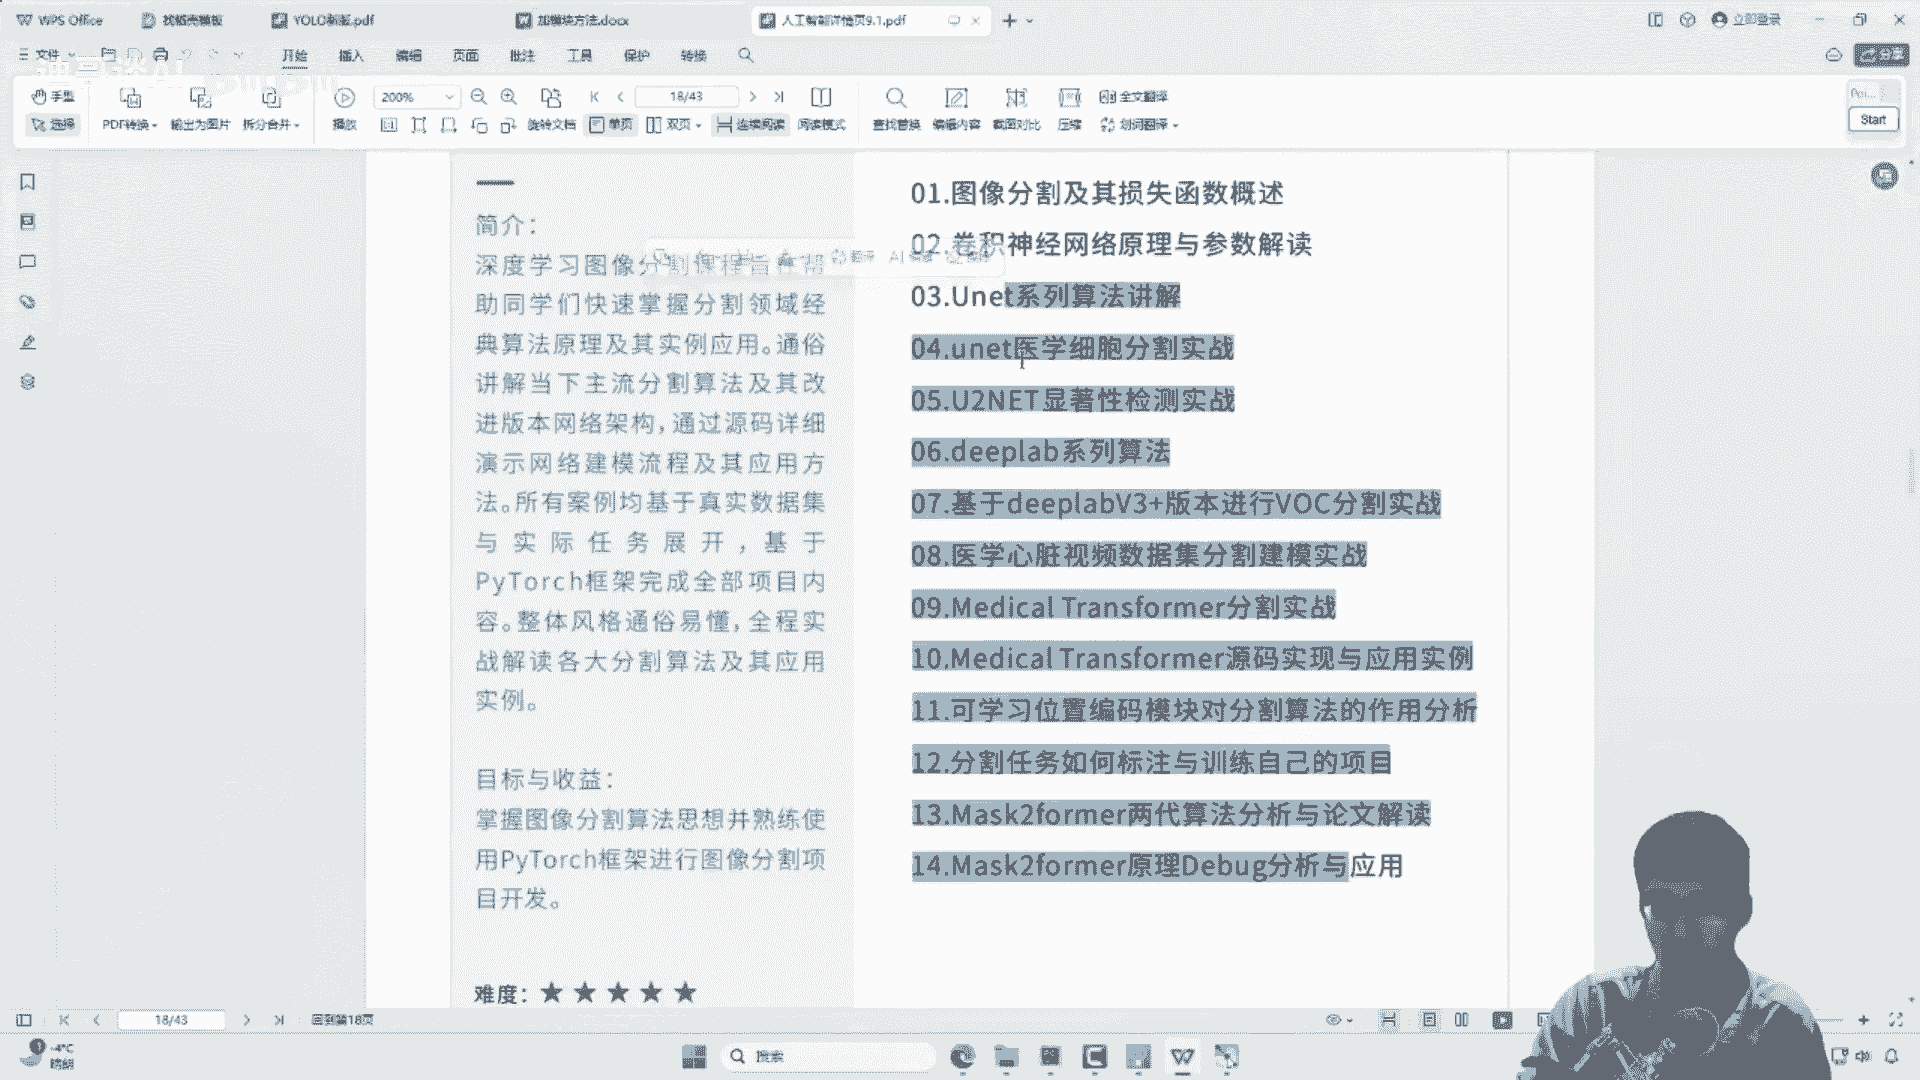 WPS Office
找稻壳模板
YOLO新版.pdf
加模块方法.docx
人工智能详情页9.1.pdf
立即登录
文件
开始
插入
编辑
页面
批注
工具
保护
转换
分享
手型
200%
18/43
全文翻译
选择
PDF转换
输出为图片
拆分合并
播放
旋转文档
单页
双页
连续阅读
阅读模式
查找替换
编辑内容
截图对比
压缩
划词翻译
Start
简介：
深度学习图像分割课程旨在帮
助同学们快速掌握分割领域经
典算法原理及其实例应用。通俗
讲解当下主流分割算法及其改
进版本网络架构，通过源码详细
演示网络建模流程及其应用方
法。所有案例均基于真实数据集
与实际任务展开，基于
PyTorch框架完成全部项目内
容。整体风格通俗易懂，全程实
战解读各大分割算法及其应用
实例。
目标与收益：
掌握图像分割算法思想并熟练使
用PyTorch框架进行图像分割项
目开发。
难度：★★★★★
01.图像分割及其损失函数概述
02.卷积神经网络原理与参数解读
03.Unet系列算法讲解
04.unet医学细胞分割实战
05.U2NET显著性检测实战
06.deeplab系列算法
07.基于deeplabV3+版本进行VOC分割实战
08.医学心脏视频数据集分割建模实战
09.Medical Transformer分割实战
10.Medical Transformer源码实现与应用实例
11.可学习位置编码模块对分割算法的作用分析
12.分割任务如何标注与训练自己的项目
13.Mask2former两代算法分析与论文解读
14.Mask2former原理Debug分析与应用
18/43
回到第18页
-4°C
晴朗
搜索